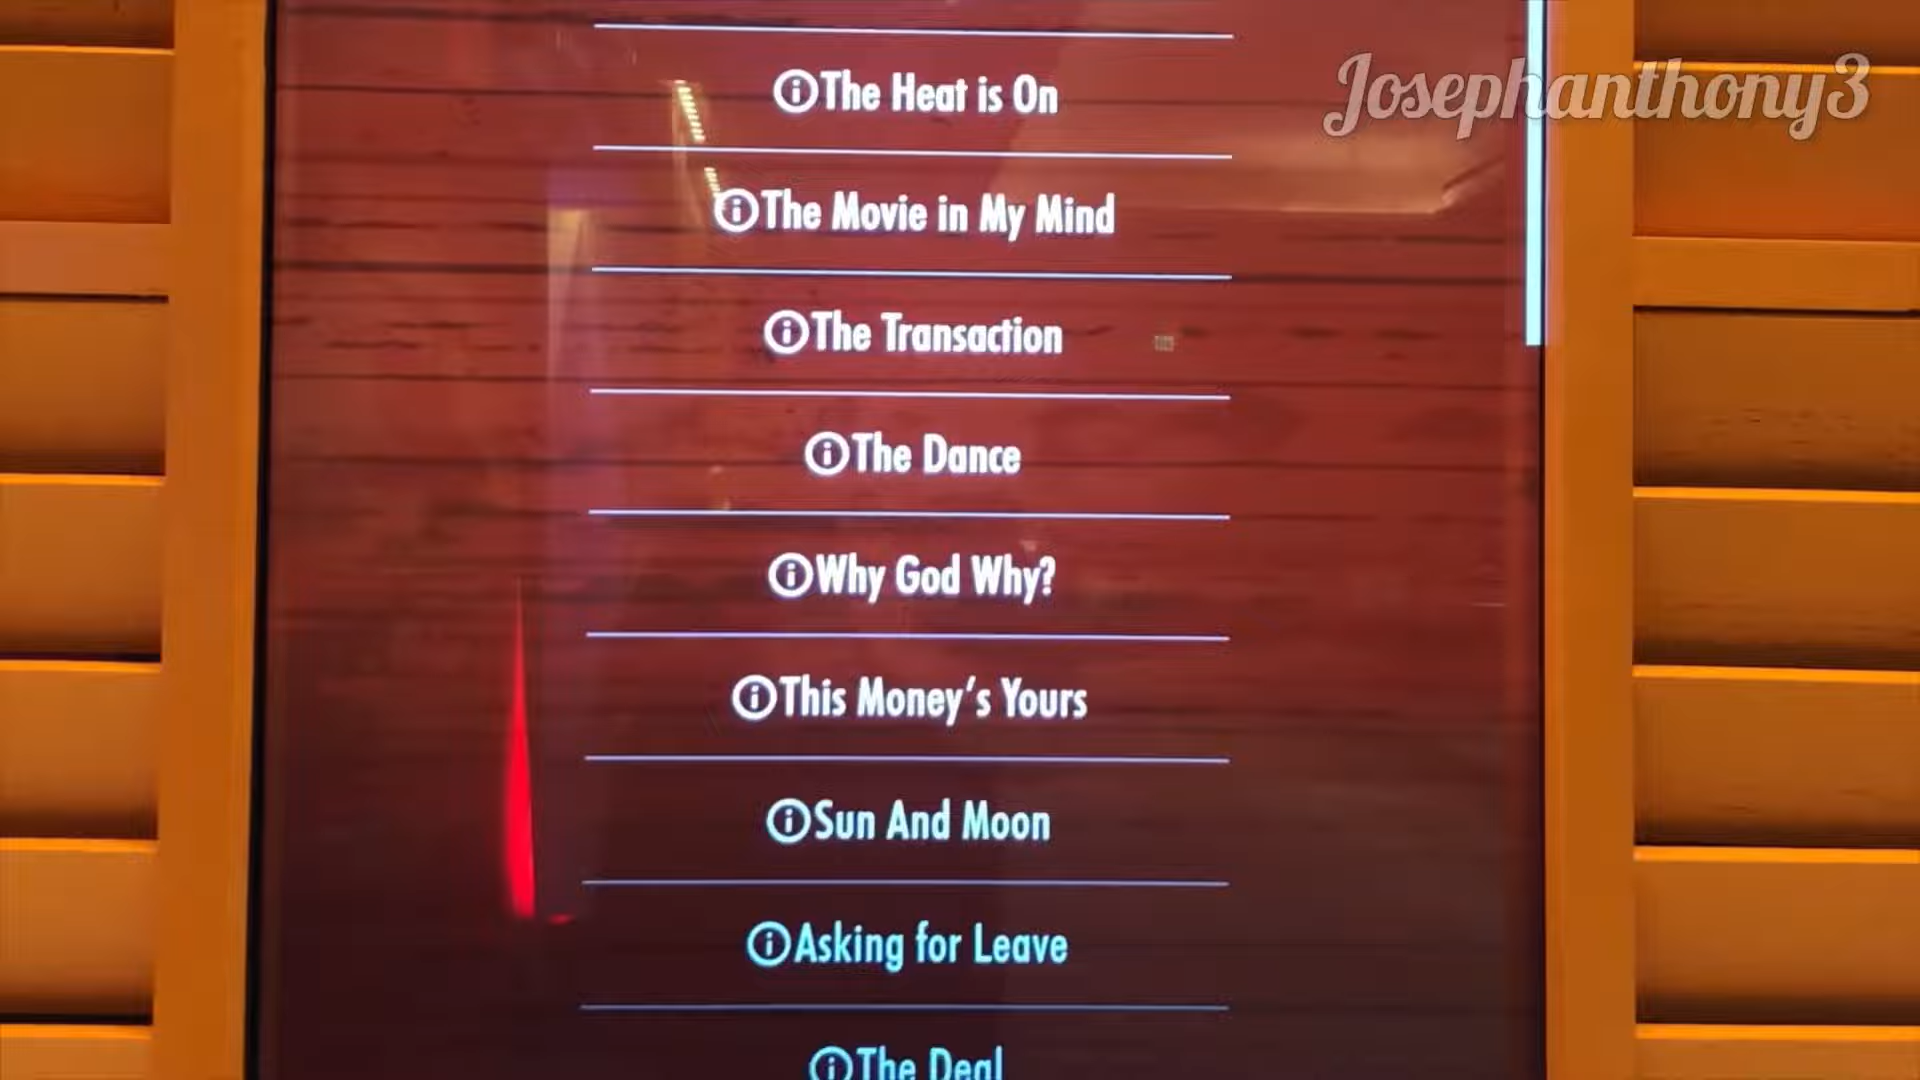 The Heat is On
Josephanthony3
The Movie in My Mind
The Transaction
The Dance
Why God Why?
This Money's Yours
Sun And Moon
Asking for Leave
The Deal